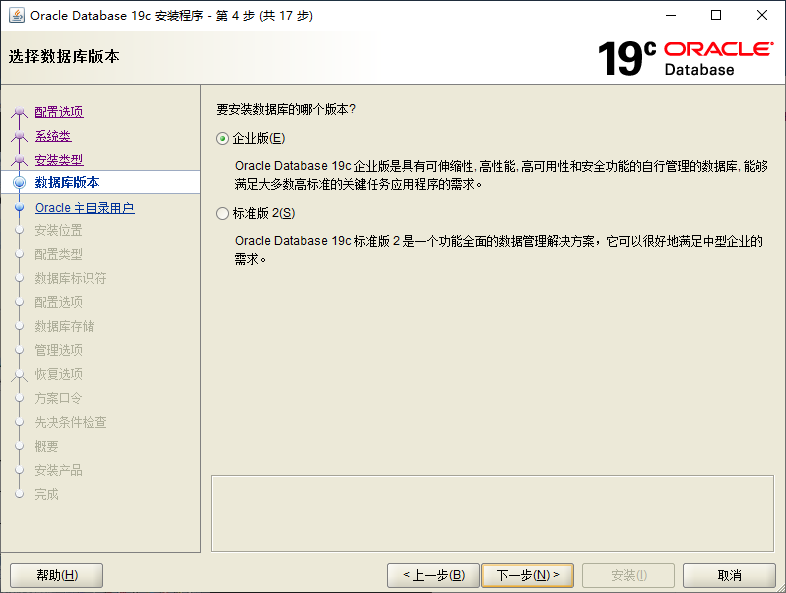 Oracle Database 19c 安装程序 - 第 4 步 (共 17 步)
选择数据库版本
19c ORACLE
Database
配置选项
系统类
安装类型
数据库版本
Oracle 主目录用户
安装位置
配置类型
数据库标识符
配置选项
数据库存储
管理选项
恢复选项
方案口令
先决条件检查
概要
安装产品
完成
要安装数据库的哪个版本?
企业版(E)
Oracle Database 19c 企业版是具有可伸缩性, 高性能, 高可用性和安全功能的自行管理的数据库, 能够
满足大多数高标准的关键任务应用程序的需求。
标准版 2(S)
Oracle Database 19c 标准版 2 是一个功能全面的数据管理解决方案，它可以很好地满足中型企业的
需求。
帮助(H)
< 上一步(B)
下一步(N) >
安装(I)
取消